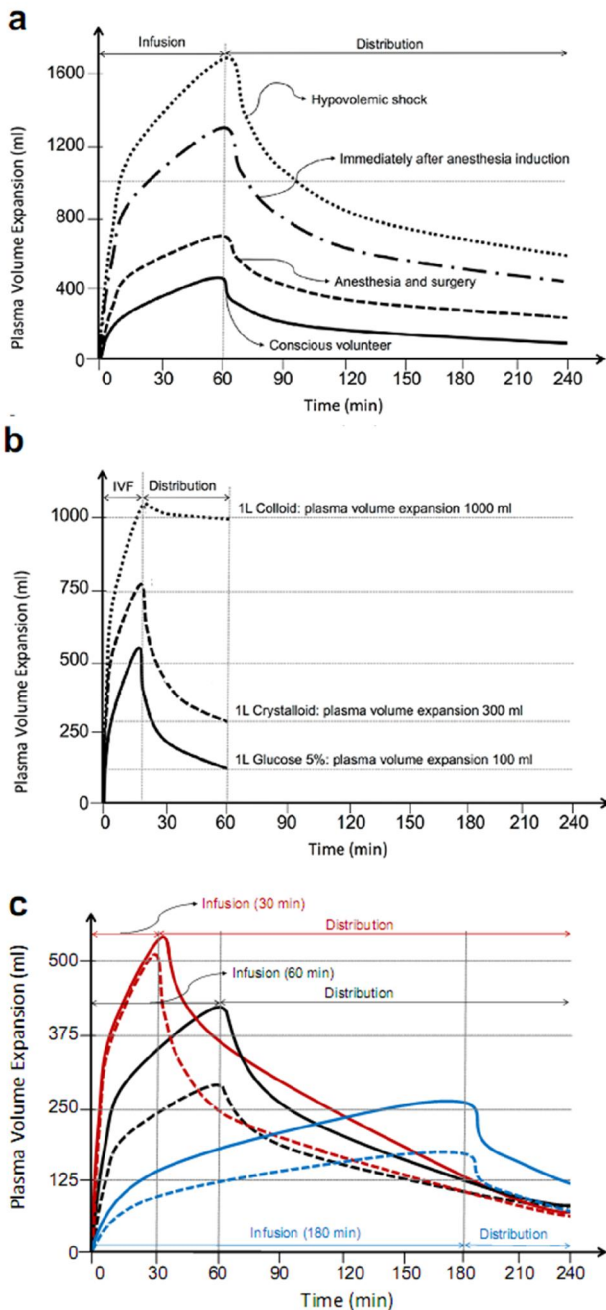 a
Infusion
Distribution
Plasma Volume Expansion (ml)
1600
1200
800
400
0
Hypovolemic shock
Immediately after anesthesia induction
Anesthesia and surgery
Conscious volunteer
0 30 60 90 120 150 180 210 240
Time (min)
b
IVF
Distribution
Plasma Volume Expansion (ml)
1000
750
500
250
0
1L Colloid: plasma volume expansion 1000 ml
1L Crystalloid: plasma volume expansion 300 ml
1L Glucose 5%: plasma volume expansion 100 ml
0 30 60 90 120 150 180 210 240
Time (min)
c
Infusion (30 min)
Distribution
Infusion (60 min)
Distribution
Plasma Volume Expansion (ml)
500
375
250
125
0
Infusion (180 min)
Distribution
0 30 60 90 120 150 180 210 240
Time (min)